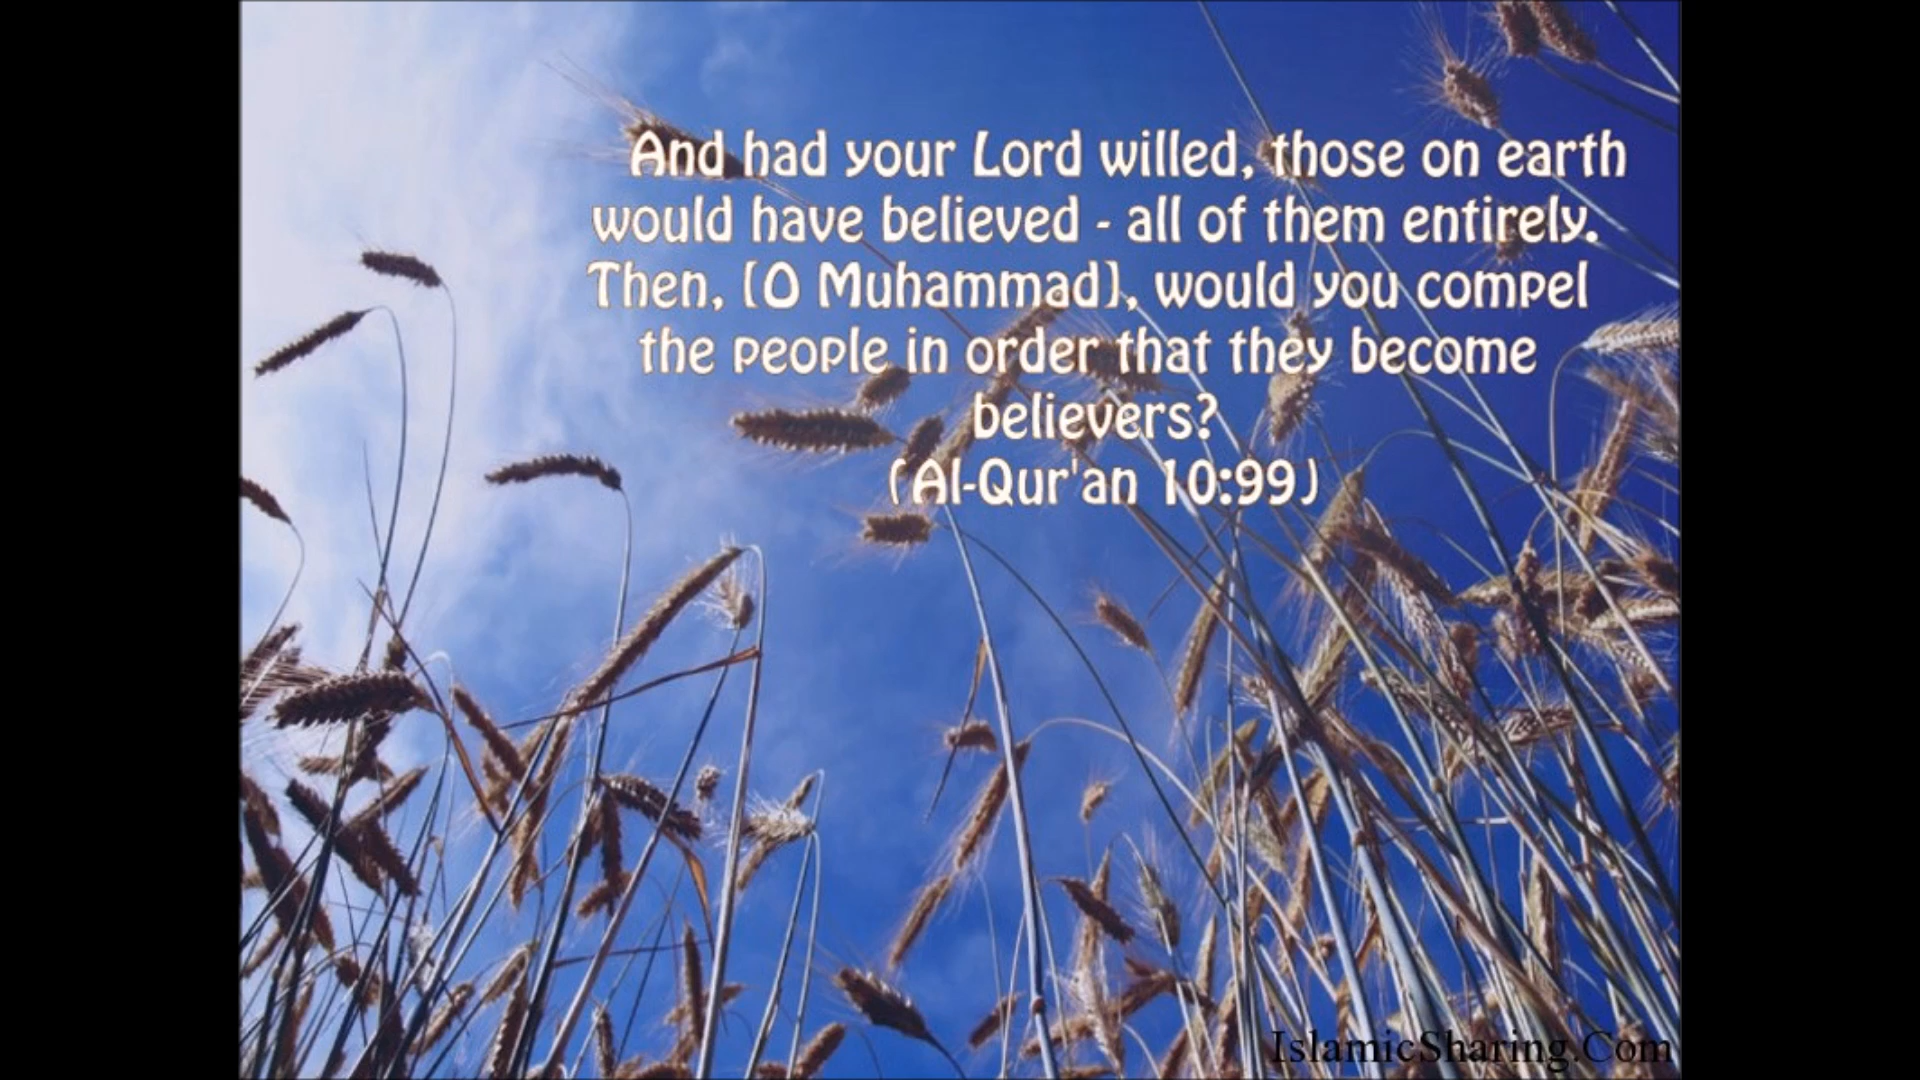 And had your Lord willed, those on earth
would have believed - all of them entirely.
Then, [O Muhammad], would you compel
the people in order that they become
believers?
(Al-Qur'an 10:99)
IslamicSharing.Com